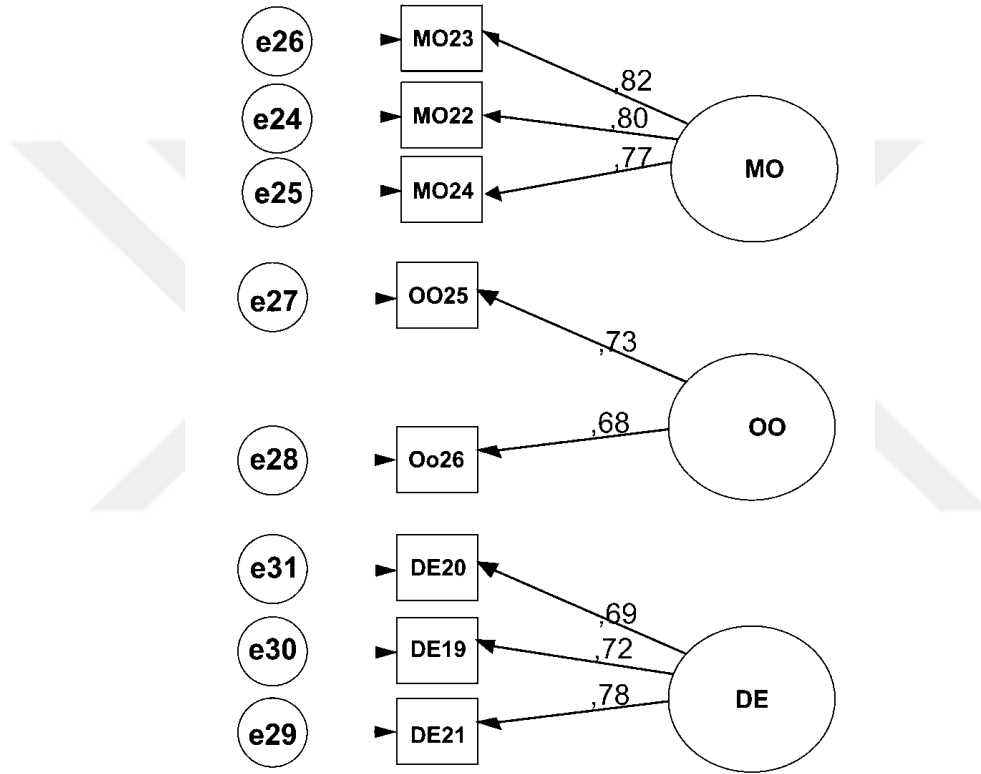 e26 MO23
,82
e24 MO22 ,80
MO
e25 MO24 ,77
e27 OO25
,73
OO
e28 Oo26 ,68
e31 DE20
,69
e30 DE19 ,72
DE
e29 DE21 ,78